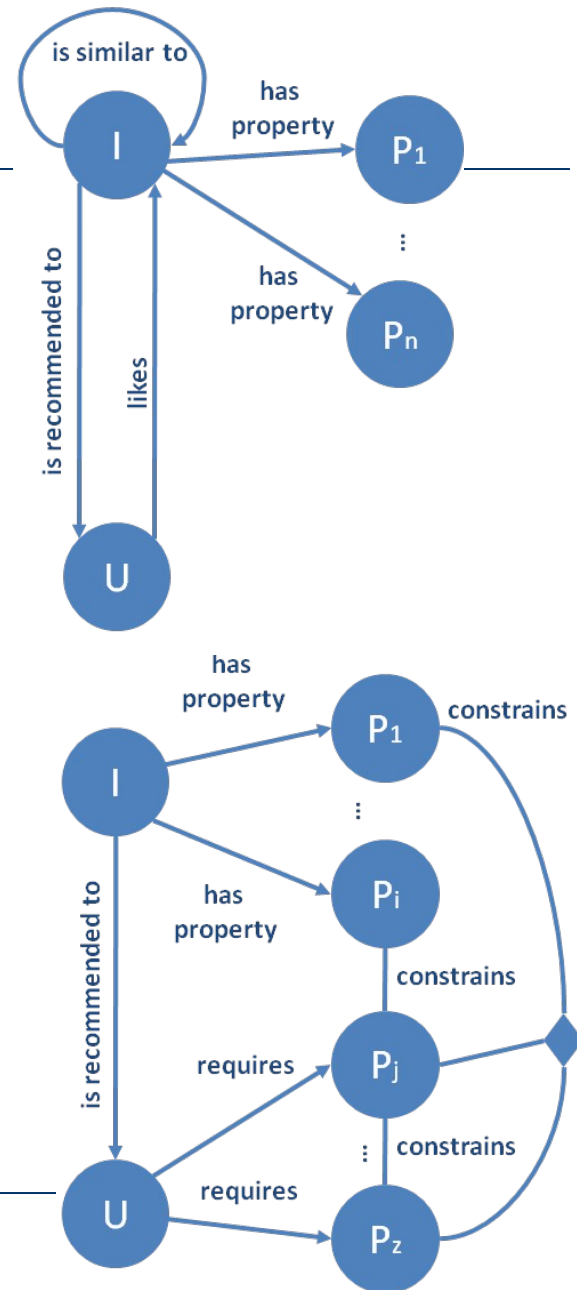 is similar to
I
has
property
P1
...
has
property
Pn
is recommended to
likes
U
has
property
P1
constrains
I
...
has
property
Pi
is recommended to
constrains
requires
Pj
...
constrains
requires
U
Pz